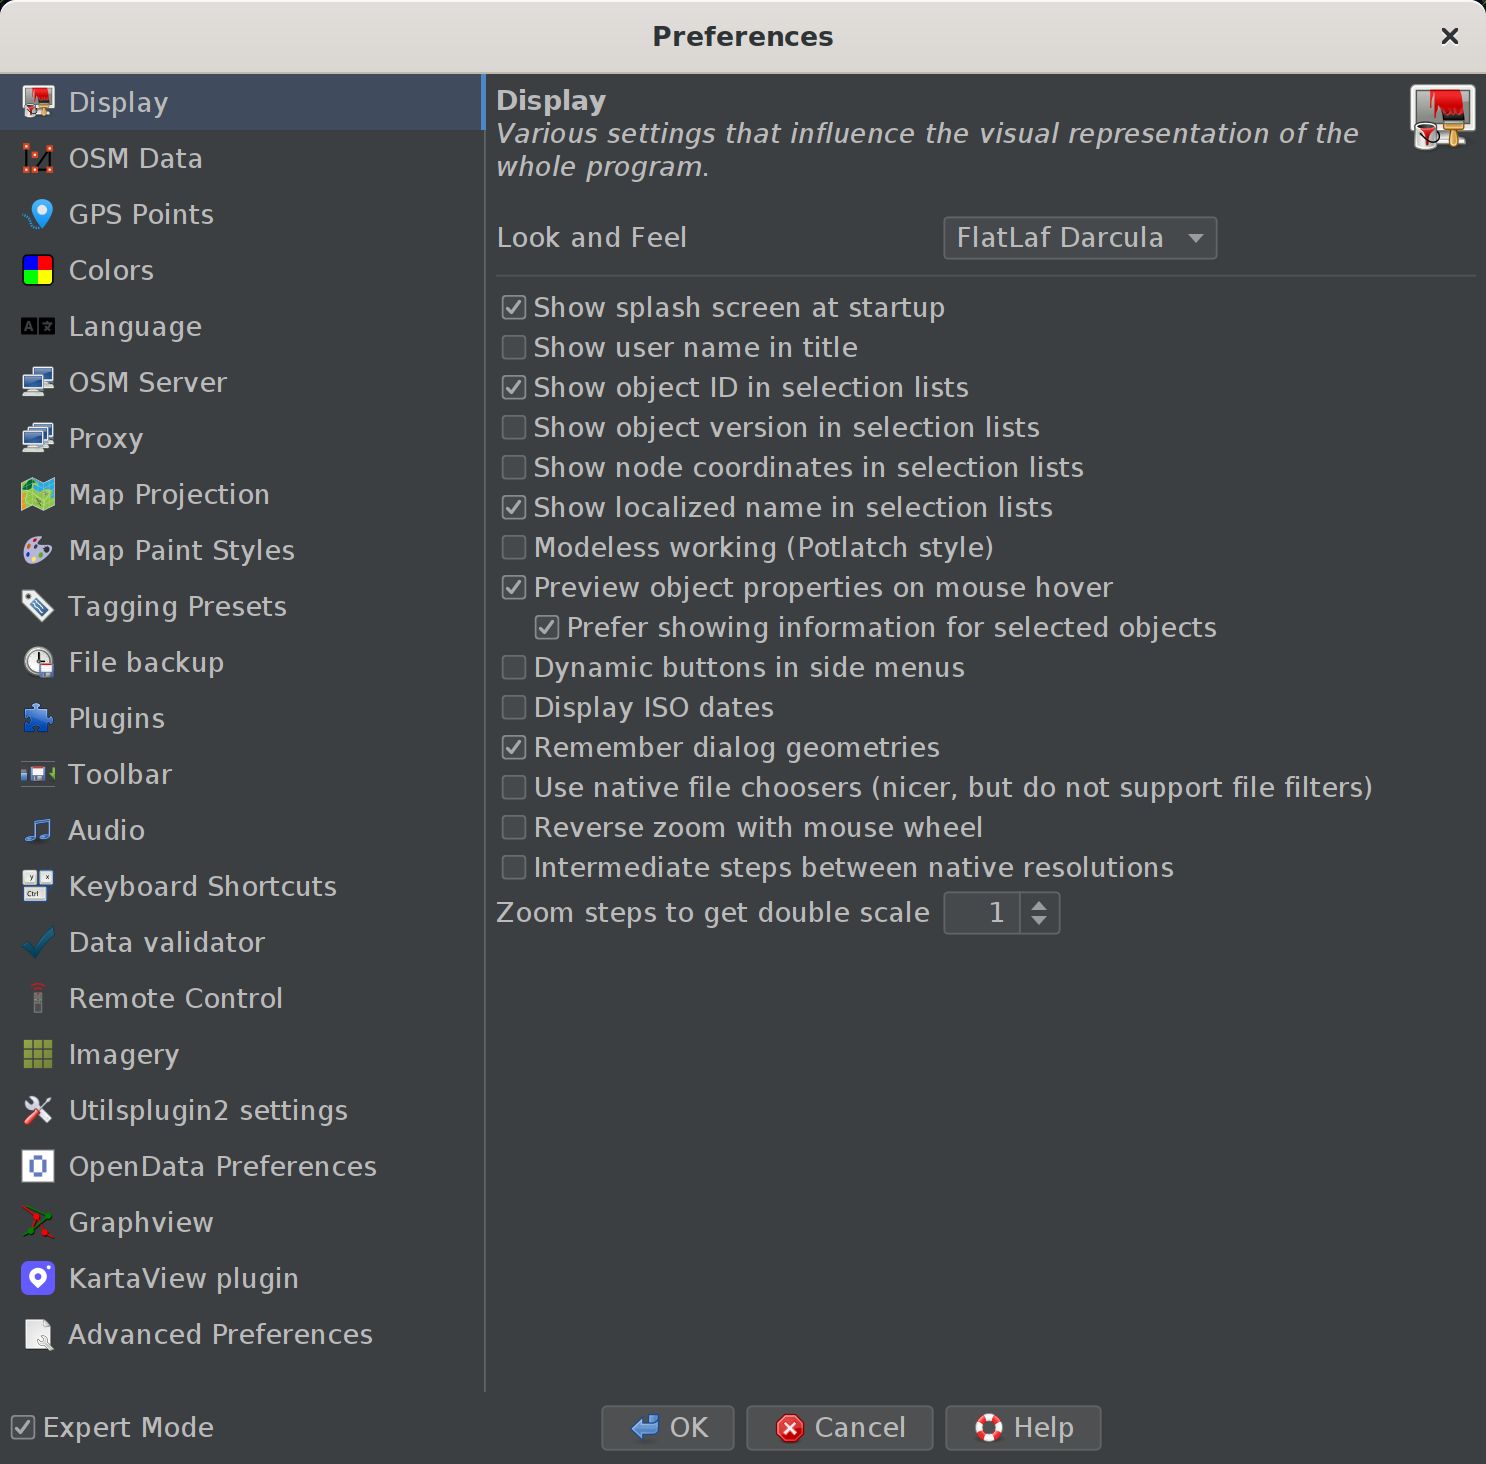 Preferences
Display
OSM Data
GPS Points
Colors
Language
OSM Server
Proxy
Map Projection
Map Paint Styles
Tagging Presets
File backup
Plugins
Toolbar
Audio
Keyboard Shortcuts
Data validator
Remote Control
Imagery
Utilsplugin2 settings
OpenData Preferences
Graphview
KartaView plugin
Advanced Preferences
Display
Various settings that influence the visual representation of the
whole program.
Look and Feel FlatLaf Darcula
Show splash screen at startup
Show user name in title
Show object ID in selection lists
Show object version in selection lists
Show node coordinates in selection lists
Show localized name in selection lists
Modeless working (Potlatch style)
Preview object properties on mouse hover
Prefer showing information for selected objects
Dynamic buttons in side menus
Display ISO dates
Remember dialog geometries
Use native file choosers (nicer, but do not support file filters)
Reverse zoom with mouse wheel
Intermediate steps between native resolutions
Zoom steps to get double scale 1
Expert Mode OK Cancel Help